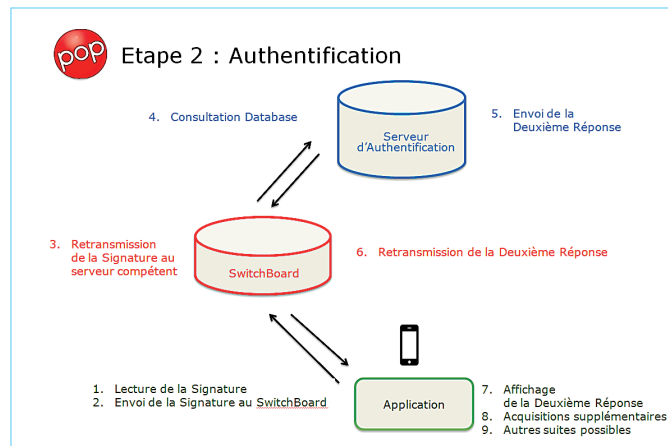 pop
Etape 2 : Authentification
4. Consultation Database
Serveur
d'Authentification
5. Envoi de la
Deuxième Réponse
3. Retransmission
de la Signature au
serveur compétent
SwitchBoard
6. Retransmission de la Deuxième Réponse
1. Lecture de la Signature
2. Envoi de la Signature au SwitchBoard
Application
7. Affichage
de la Deuxième Réponse
8. Acquisitions supplémentaires
9. Autres suites possibles